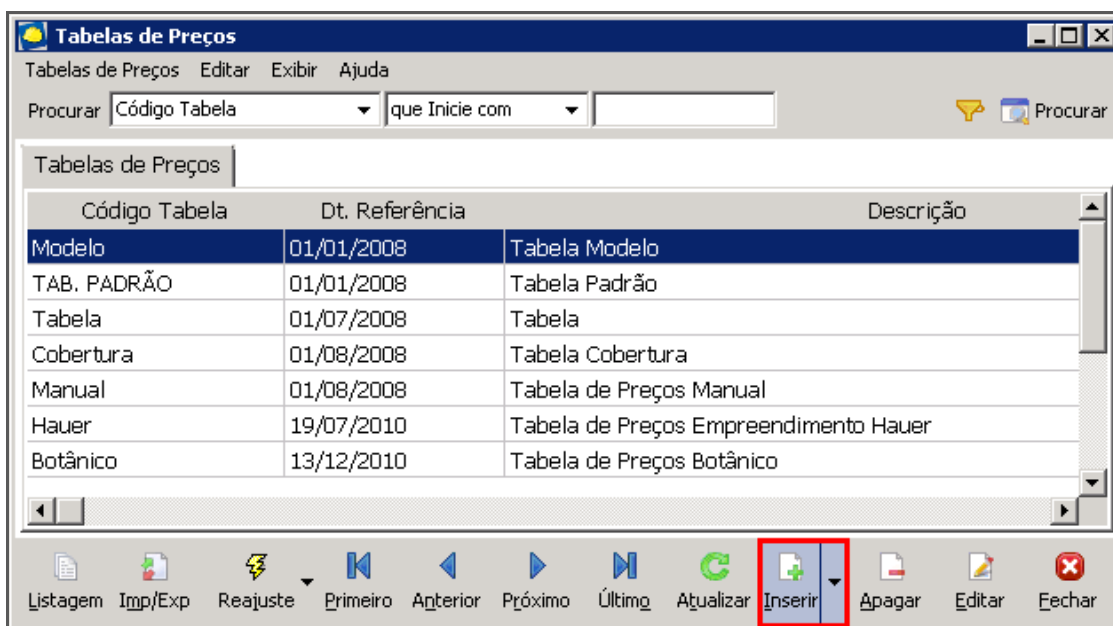 Tabelas de Preços
Tabelas de Preços Editar Exibir Ajuda
Procurar Código Tabela que Inicie com Procurar
Tabelas de Preços
Código Tabela Dt. Referência Descrição
Modelo 01/01/2008 Tabela Modelo
TAB. PADRÃO 01/01/2008 Tabela Padrão
Tabela 01/07/2008 Tabela
Cobertura 01/08/2008 Tabela Cobertura
Manual 01/08/2008 Tabela de Preços Manual
Hauer 19/07/2010 Tabela de Preços Empreendimento Hauer
Botânico 13/12/2010 Tabela de Preços Botânico
Listagem Imp/Exp Reajuste Primeiro Anterior Próximo Último Atualizar Inserir Apagar Editar Fechar